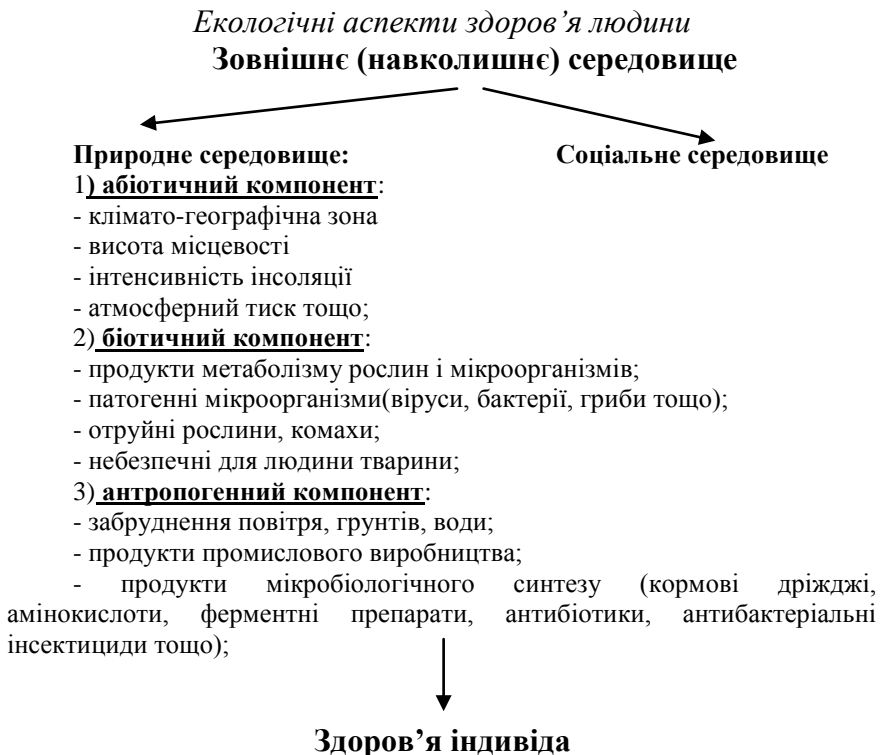 Екологічні аспекти здоров’я людини
Зовнішнє (навколишнє) середовище
Природне середовище: Соціальне середовище
1) абіотичний компонент:
- клімато-географічна зона
- висота місцевості
- інтенсивність інсоляції
- атмосферний тиск тощо;
2) біотичний компонент:
- продукти метаболізму рослин і мікроорганізмів;
- патогенні мікроорганізми(віруси, бактерії, гриби тощо);
- отруйні рослини, комахи;
- небезпечні для людини тварини;
3) антропогенний компонент:
- забруднення повітря, грунтів, води;
- продукти промислового виробництва;
- продукти мікробіологічного синтезу (кормові дріжджі,
амінокислоти, ферментні препарати, антибіотики, антибактеріальні
інсектициди тощо);
Здоров’я індивіда